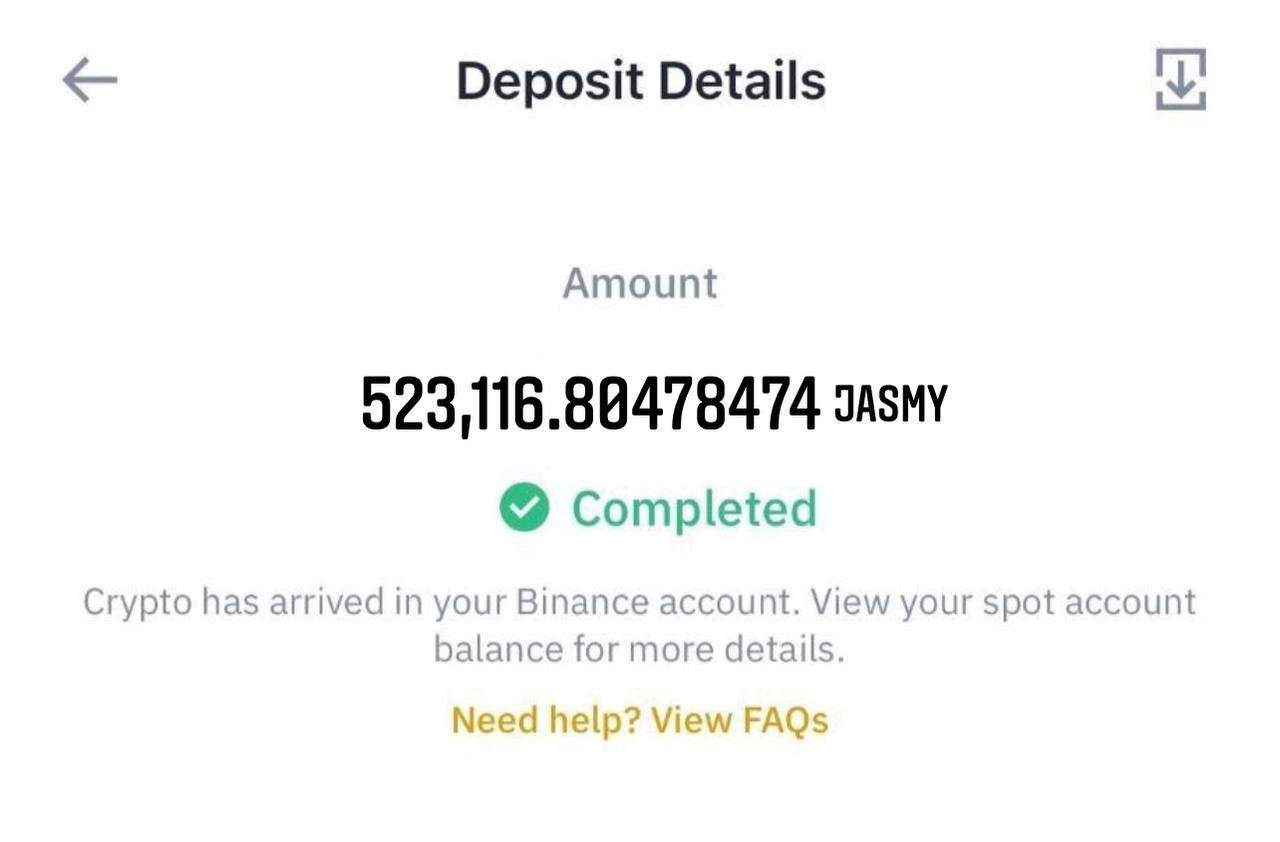 Deposit Details
Amount
523,116.80478474 JASMY
Completed
Crypto has arrived in your Binance account. View your spot account
balance for more details.
Need help? View FAQs